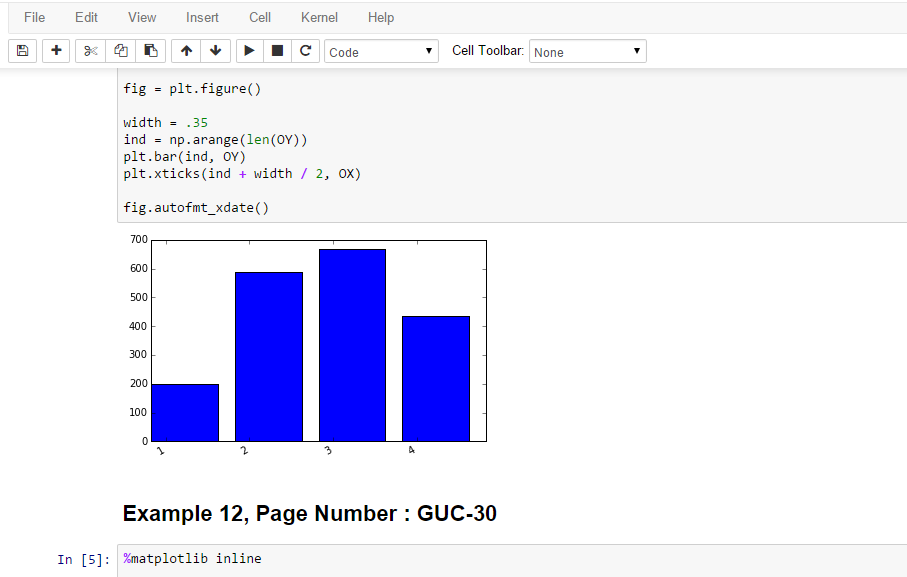 File Edit View Insert Cell Kernel Help
Code Cell Toolbar: None
fig = plt.figure()
width = .35
ind = np.arange(len(OY))
plt.bar(ind, OY)
plt.xticks(ind + width / 2, OX)
fig.autofmt_xdate()
700
600
500
400
300
200
100
0
1 2 3 4
Example 12, Page Number : GUC-30
In [5]: %matplotlib inline